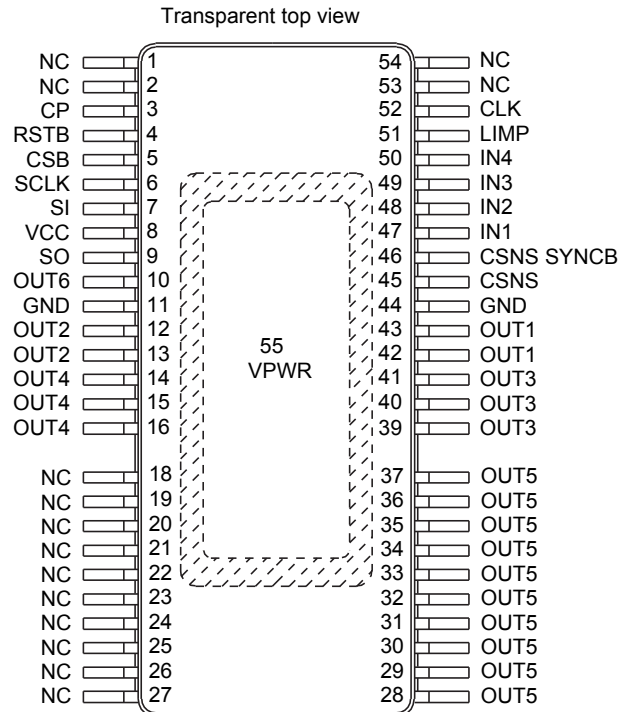 Transparent top view
NC 1 54 NC
NC 2 53 NC
CP 3 52 CLK
RSTB 4 51 LIMP
CSB 5 50 IN4
SCLK 6 49 IN3
SI 7 48 IN2
VCC 8 47 IN1
SO 9 46 CSNS SYNCB
OUT6 10 45 CSNS
GND 11 44 GND
OUT2 12 43 OUT1
OUT2 13 42 OUT1
OUT4 14 41 OUT3
OUT4 15 40 OUT3
OUT4 16 39 OUT3
55
VPWR
NC 18 37 OUT5
NC 19 36 OUT5
NC 20 35 OUT5
NC 21 34 OUT5
NC 22 33 OUT5
NC 23 32 OUT5
NC 24 31 OUT5
NC 25 30 OUT5
NC 26 29 OUT5
NC 27 28 OUT5